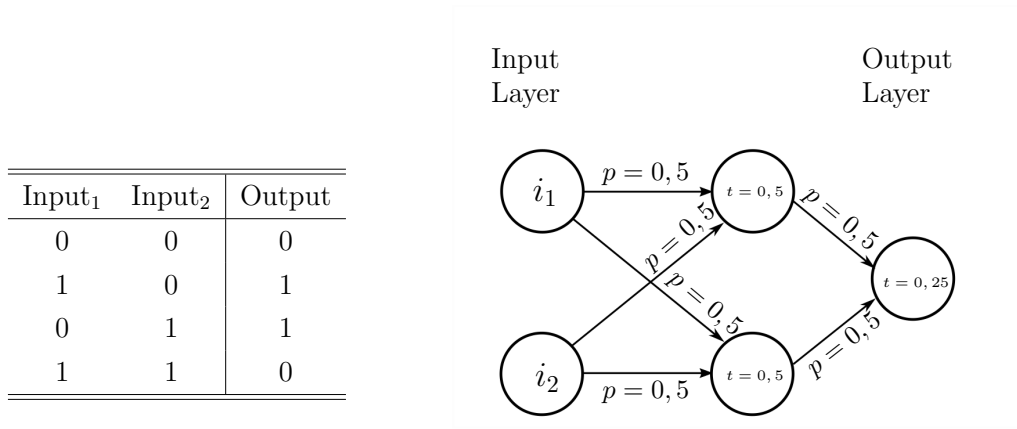 Input₁ Input₂ Output
0 0 0
1 0 1
0 1 1
1 1 0
Input
Layer
Output
Layer
i₁
p = 0, 5
t = 0, 5
p = 0, 5
p = 0, 5
p = 0, 5
t = 0, 25
i₂
p = 0, 5
t = 0, 5
p = 0, 5